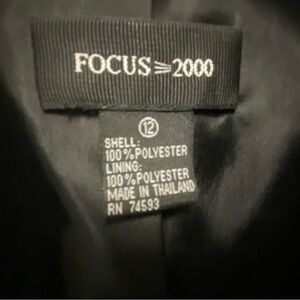 FOCUS 2000
12
SHELL:
100% POLYESTER
LINING:
100% POLYESTER
MADE IN THAILAND
RN 74593